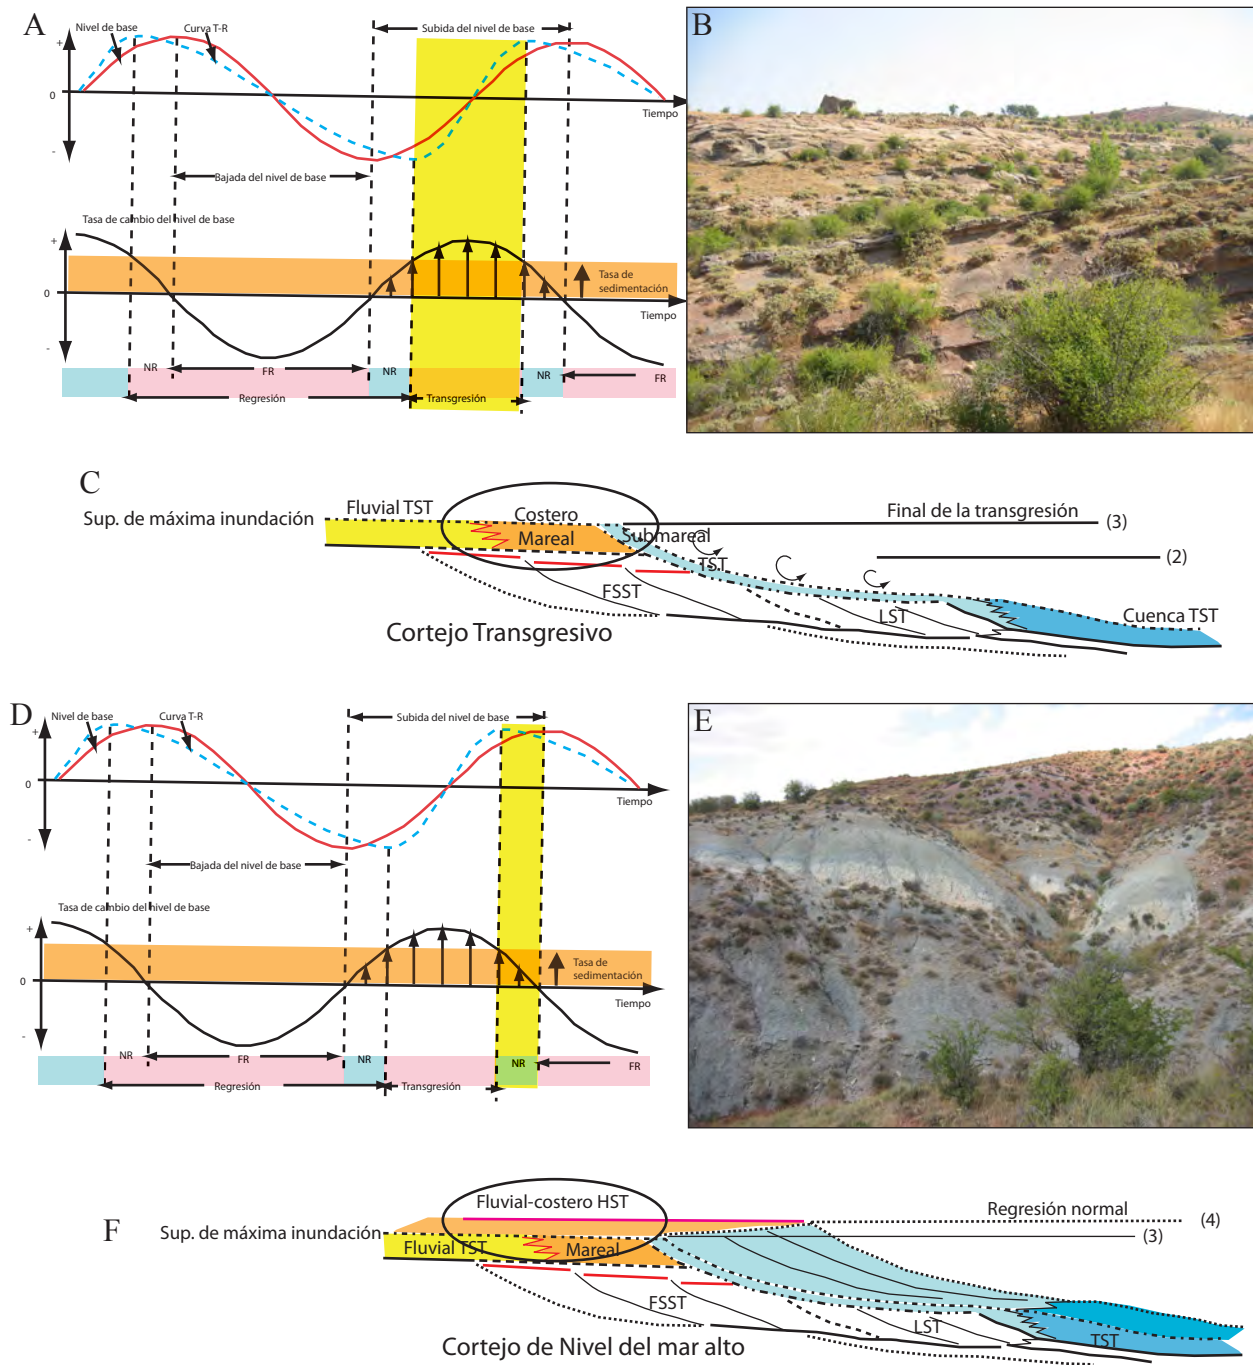 A
Nivel de base
Curva T-R
Subida del nivel de base
+
0
-
Tiempo
Bajada del nivel de base
Tasa de cambio del nivel de base
+
0
-
Tasa de
sedimentación
Tiempo
NR
FR
NR
NR
FR
Regresión
Transgresión
B
C
Fluvial TST
Costero
Final de la transgresión
(3)
Sup. de máxima inundación
Mareal
Submareal
TST
(2)
FSST
LST
Cuenca TST
Cortejo Transgresivo
D
Nivel de base
Curva T-R
Subida del nivel de base
+
0
-
Tiempo
Bajada del nivel de base
Tasa de cambio del nivel de base
+
0
-
Tasa de
sedimentación
Tiempo
NR
FR
NR
NR
FR
Regresión
Transgresión
E
F
Fluvial-costero HST
Regresión normal
(4)
Sup. de máxima inundación
(3)
Fluvial TST
Mareal
FSST
LST
TST
Cortejo de Nivel del mar alto